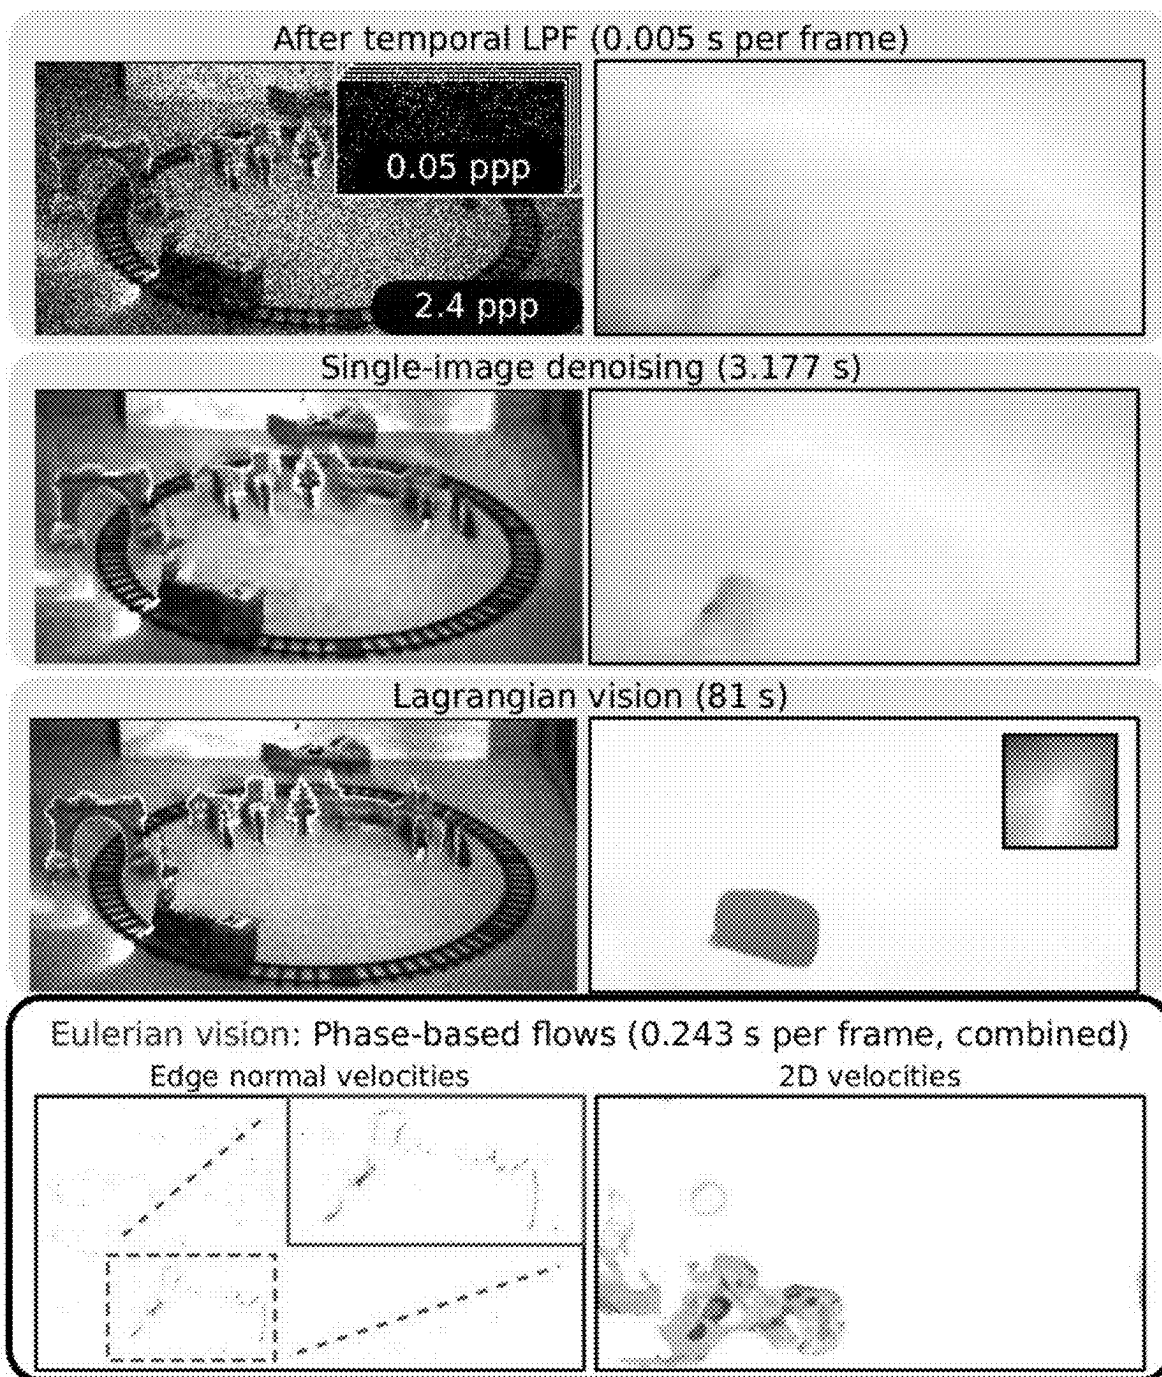 After temporal LPF (0.005 s per frame)
0.05 ppp
2.4 ppp
Single-image denoising (3.177 s)
Lagrangian vision (81 s)
Eulerian vision: Phase-based flows (0.243 s per frame, combined)
Edge normal velocities
2D velocities